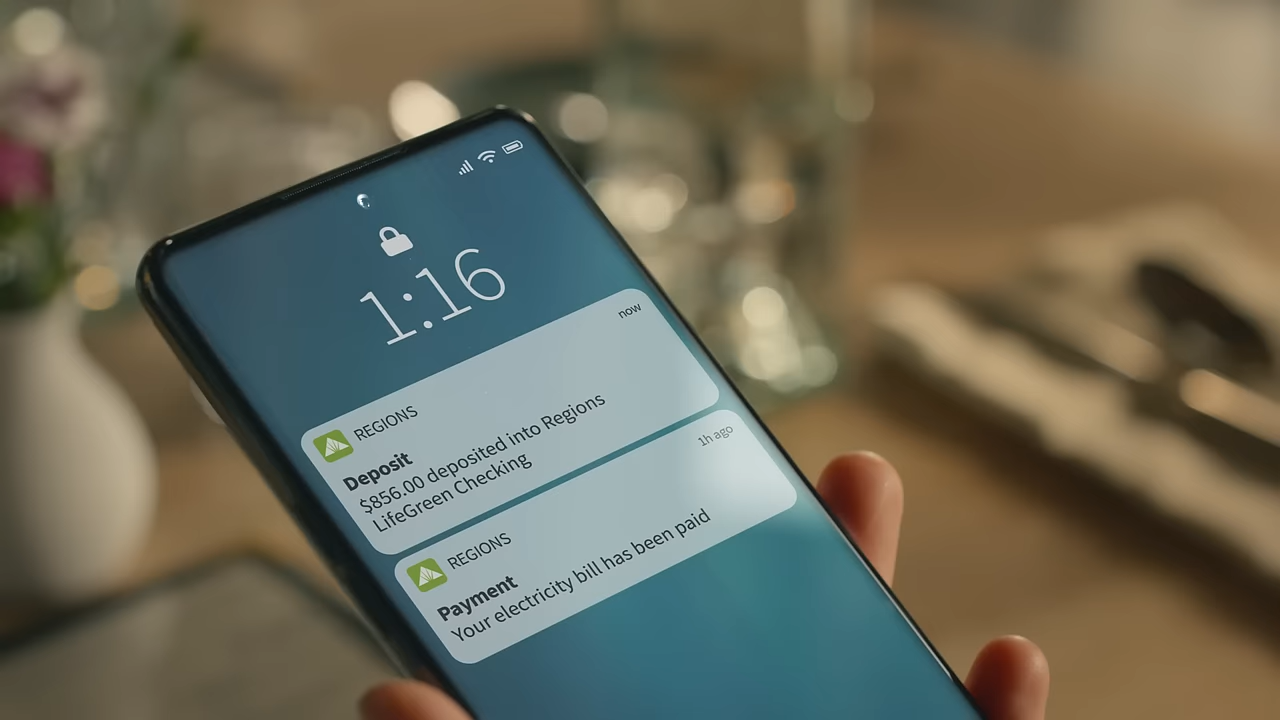 1:16
REGIONS
now
Deposit
$856.00 deposited into Regions
LifeGreen Checking
REGIONS
1h ago
Payment
Your electricity bill has been paid